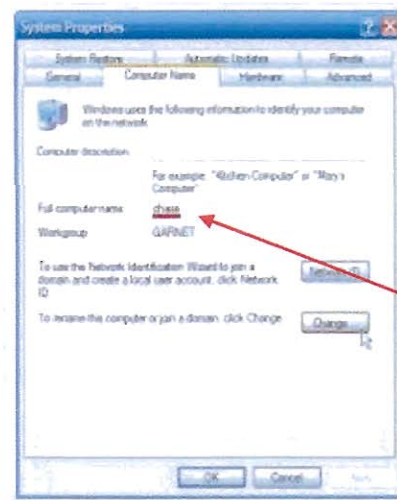 System Properties
System Restore Automatic Updates Remote
General Computer Name Hardware Advanced
Windows uses the following information to identify your computer
on the network.
Computer description:
For example: "Kitchen Computer" or "Mary's
Computer".
Full computer name:
Workgroup: GARNET
To use the Network Identification Wizard to join a
domain and create a local user account, click Network
ID.
Network ID
To rename this computer or join a domain, click Change.
Change...
OK Cancel